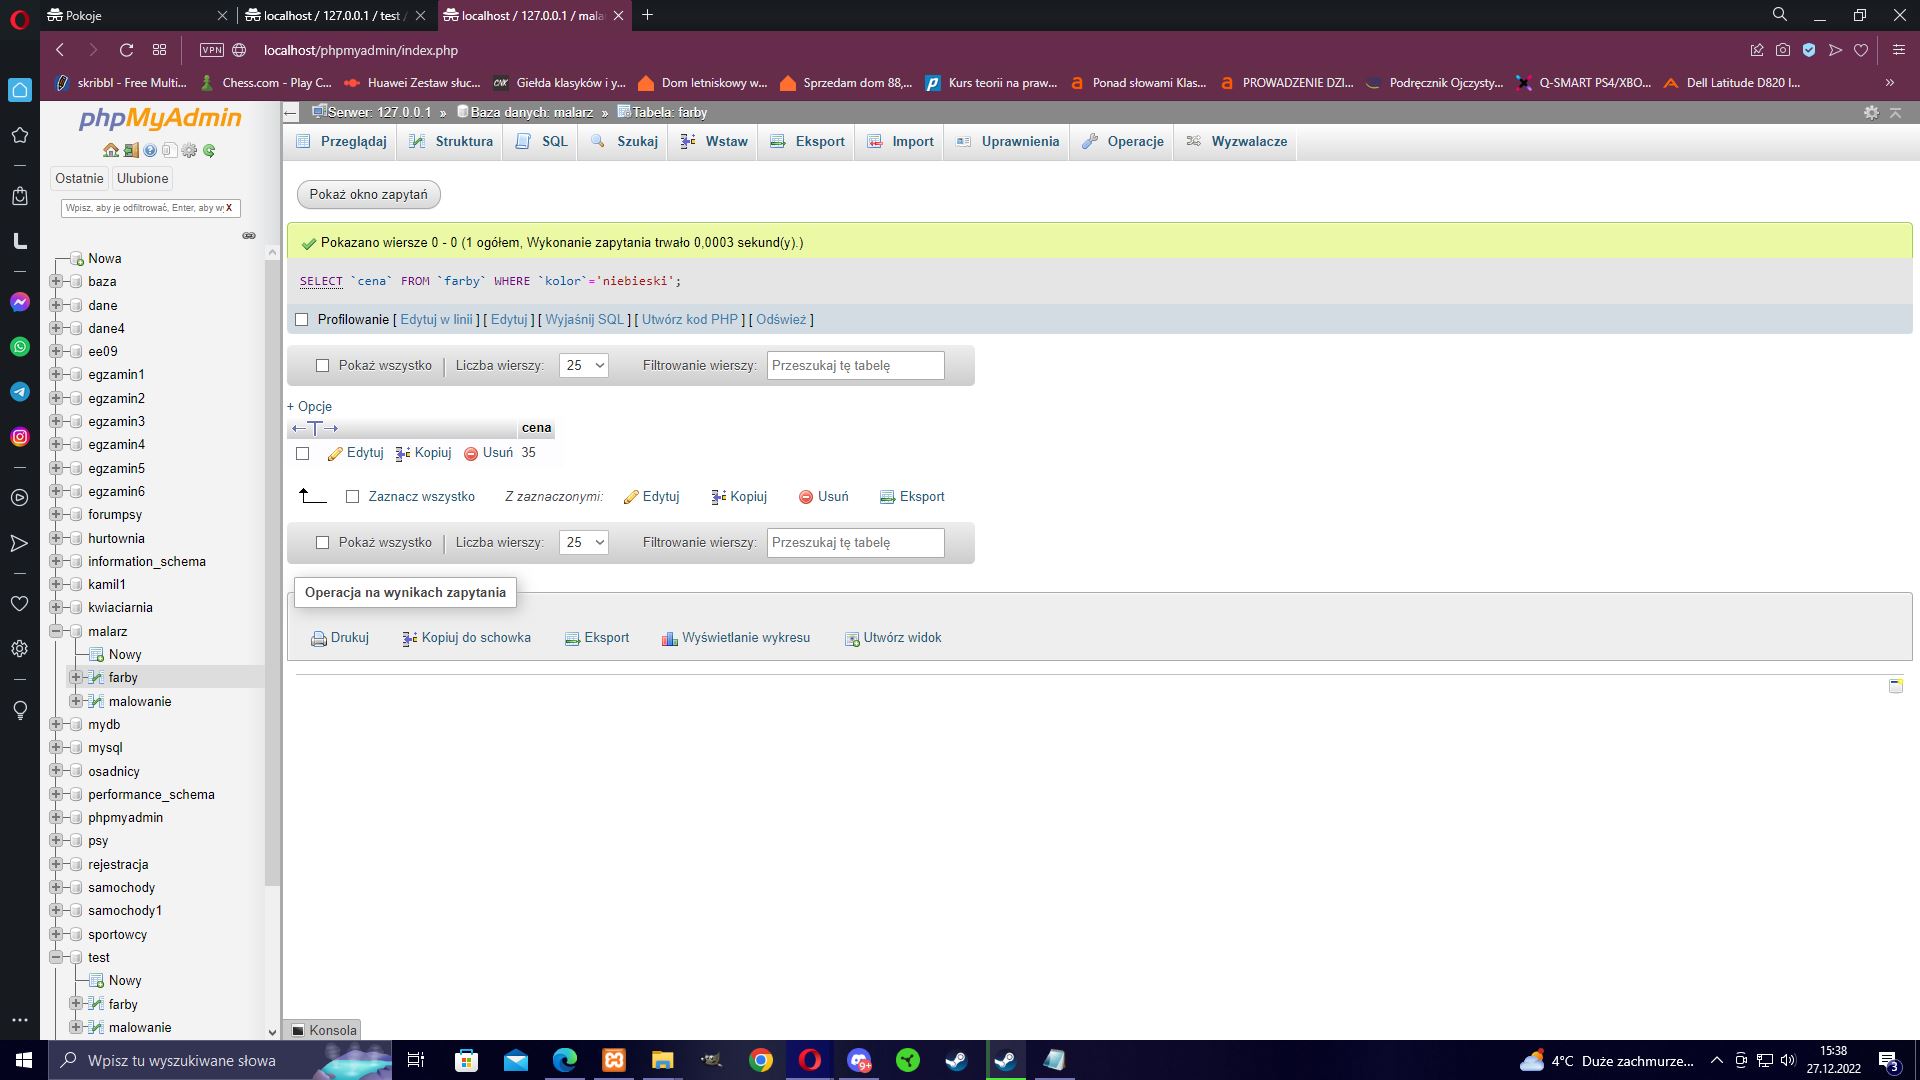 Pokoje
localhost / 127.0.0.1 / test
localhost / 127.0.0.1 / mala
VPN
localhost/phpmyadmin/index.php
skribbl - Free Multi...
Chess.com - Play C...
Huawei Zestaw słuc...
Giełda klasyków i y...
Dom letniskowy w...
Sprzedam dom 88,...
Kurs teorii na praw...
Ponad słowami Klas...
PROWADZENIE DZI...
Podręcznik Ojczysty...
Q-SMART PS4/XBO...
Dell Latitude D820 I...
»
phpMyAdmin
Ostatnie
Ulubione
Wpisz, aby je odfiltrować, Enter, aby wy
X
Nowa
baza
dane
dane4
ee09
egzamin1
egzamin2
egzamin3
egzamin4
egzamin5
egzamin6
forumpsy
hurtownia
information_schema
kamil1
kwiaciarnia
malarz
Nowy
farby
malowanie
mydb
mysql
osadnicy
performance_schema
phpmyadmin
psy
rejestracja
samochody
samochody1
sportowcy
test
Nowy
farby
malowanie
Serwer: 127.0.0.1 » Baza danych: malarz » Tabela: farby
Przeglądaj
Struktura
SQL
Szukaj
Wstaw
Eksport
Import
Uprawnienia
Operacje
Wyzwalacze
Pokaż okno zapytań
Pokazano wiersze 0 - 0 (1 ogółem, Wykonanie zapytania trwało 0,0003 sekund(y).)
SELECT `cena` FROM `farby` WHERE `kolor`='niebieski';
Profilowanie [ Edytuj w linii ] [ Edytuj ] [ Wyjaśnij SQL ] [ Utwórz kod PHP ] [ Odśwież ]
Pokaż wszystko | Liczba wierszy: 25 Filtrowanie wierszy: Przeszukaj tę tabelę
+ Opcje
←T→ cena
Edytuj Kopiuj Usuń 35
Zaznacz wszystko Z zaznaczonymi: Edytuj Kopiuj Usuń Eksport
Pokaż wszystko | Liczba wierszy: 25 Filtrowanie wierszy: Przeszukaj tę tabelę
Operacja na wynikach zapytania
Drukuj Kopiuj do schowka Eksport Wyświetlanie wykresu Utwórz widok
Konsola
Wpisz tu wyszukiwane słowa
9+
4°C Duże zachmurze...
15:38
27.12.2022
3